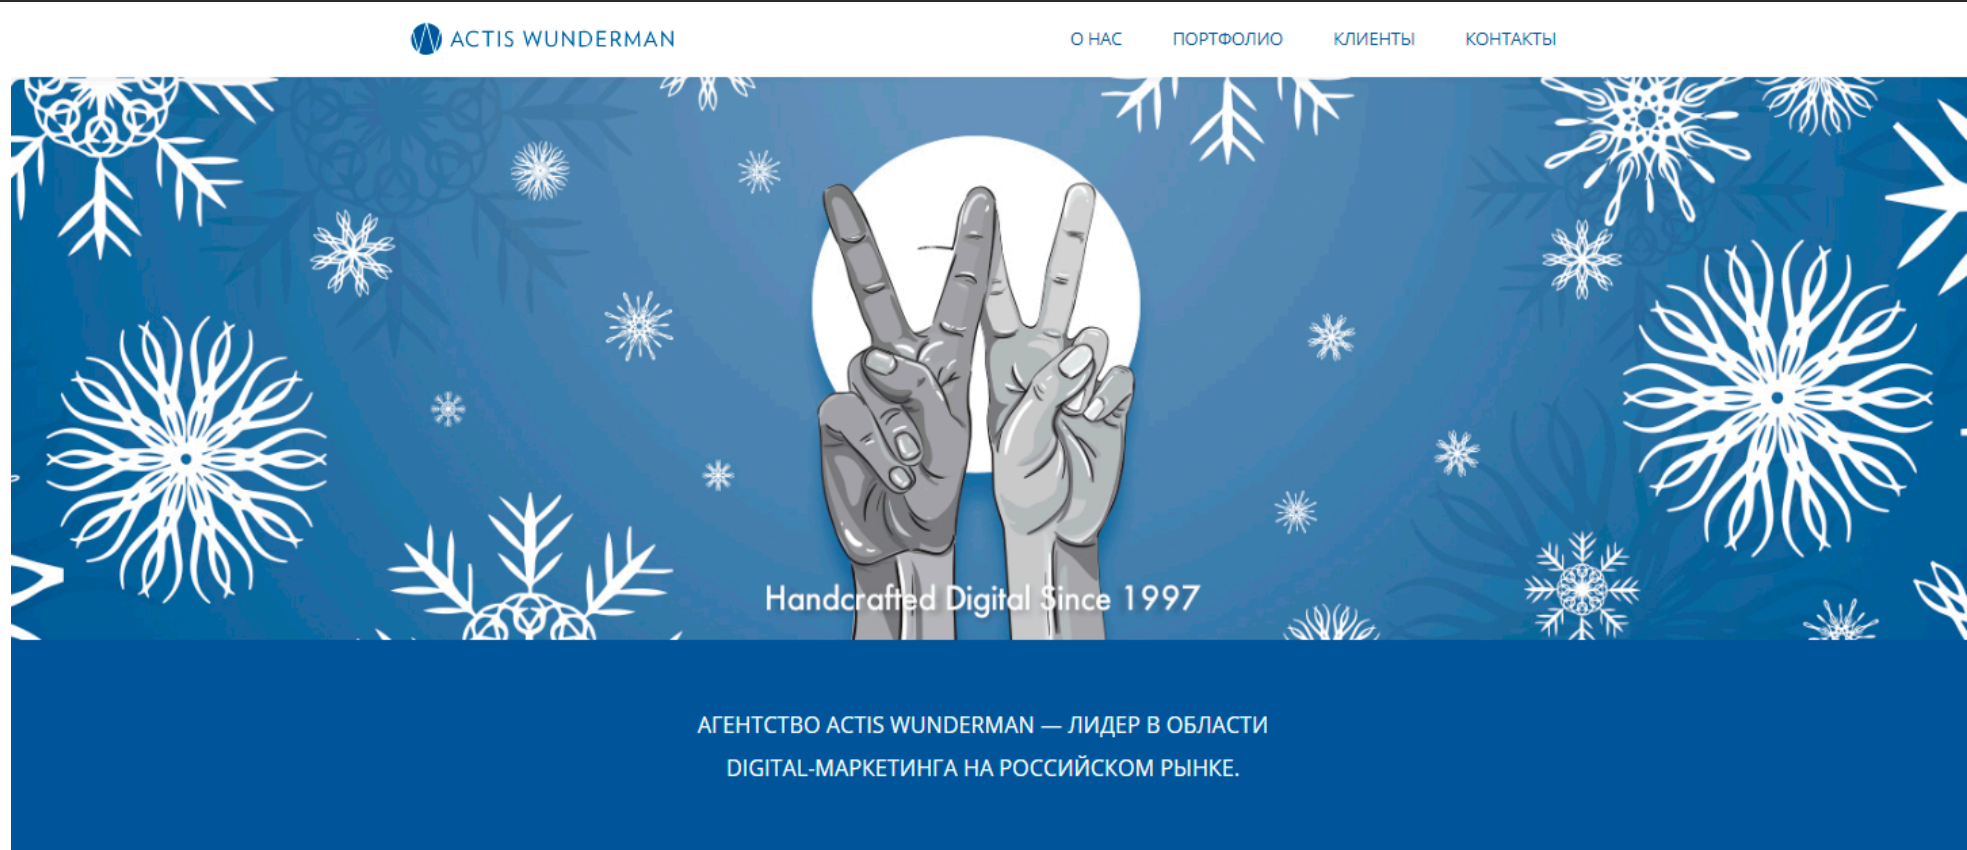 ACTIS WUNDERMAN
О НАС ПОРТФОЛИО КЛИЕНТЫ КОНТАКТЫ
Handcrafted Digital Since 1997
АГЕНТСТВО ACTIS WUNDERMAN — ЛИДЕР В ОБЛАСТИ
DIGITAL-МАРКЕТИНГА НА РОССИЙСКОМ РЫНКЕ.